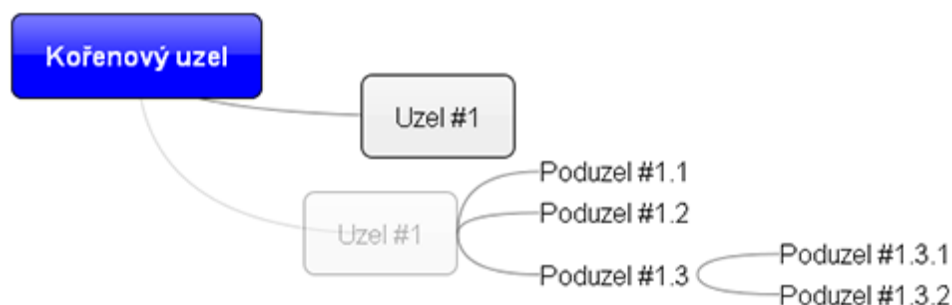 Kořenový uzel
Uzel #1
Uzel #1
Poduzel #1.1
Poduzel #1.2
Poduzel #1.3
Poduzel #1.3.1
Poduzel #1.3.2